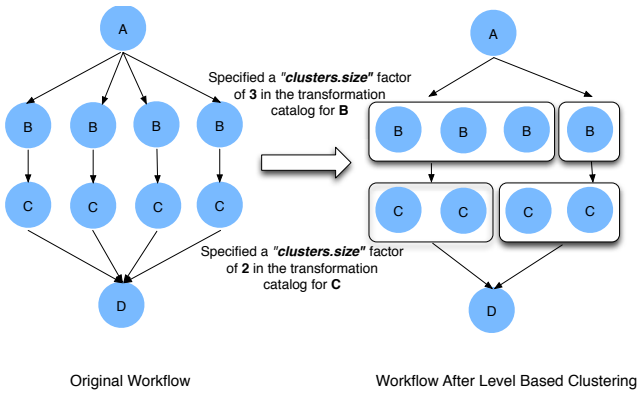 A
A
Specified a "clusters.size" factor
of 3 in the transformation
catalog for B
B B B B
B B B B
C C C C
C C C C
Specified a "clusters.size" factor
of 2 in the transformation
catalog for C
D
D
Original Workflow
Workflow After Level Based Clustering